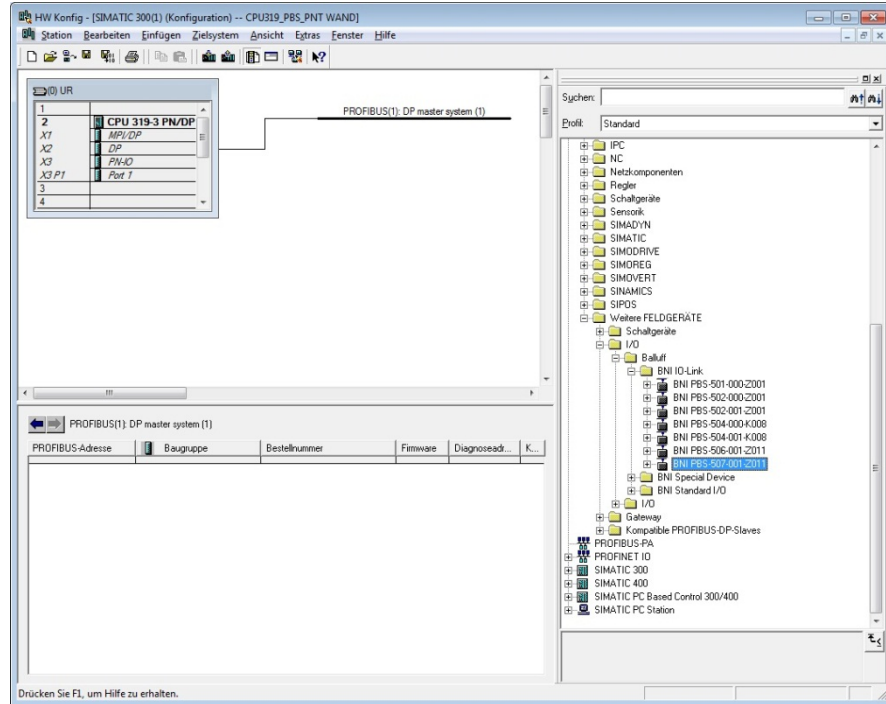 HW Konfig - [SIMATIC 300(1) (Konfiguration) -- CPU319_PBS_PNT WAND]
Station Bearbeiten Einfügen Zielsystem Ansicht Extras Fenster Hilfe
(0) UR
1
2 CPU 319-3 PN/DP
X1 MPI/DP
X2 DP
X3 PN-IO
X3 P1 Port 1
3
4
PROFIBUS(1): DP master system (1)
Suchen:
Profil: Standard
IPC
NC
Netzkomponenten
Regler
Schaltgeräte
Sensorik
SIMADYN
SIMATIC
SIMODRIVE
SIMOREG
SIMOVERT
SINAMICS
SIPOS
Weitere FELDGERÄTE
Schaltgeräte
I/O
Balluff
BNI IO-Link
BNI PBS-501-000-Z001
BNI PBS-502-000-Z001
BNI PBS-502-001-Z001
BNI PBS-504-000-K008
BNI PBS-504-001-K008
BNI PBS-506-001-Z011
BNI PBS-507-001-Z011
BNI Special Device
BNI Standard I/O
I/O
Gateway
Kompatible PROFIBUS-DP-Slaves
PROFIBUS-PA
PROFINET IO
SIMATIC 300
SIMATIC 400
SIMATIC PC Based Control 300/400
SIMATIC PC Station
PROFIBUS(1): DP master system (1)
PROFIBUS-Adresse Baugruppe Bestellnummer Firmware Diagnoseadr... K...
Drücken Sie F1, um Hilfe zu erhalten.